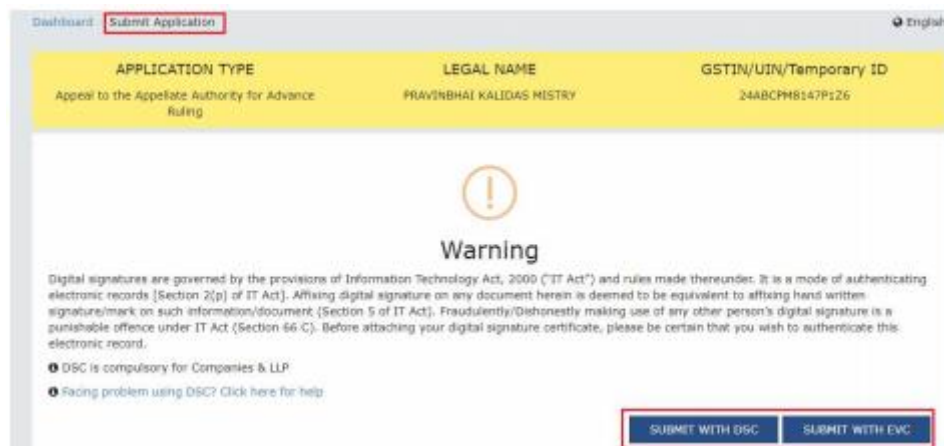 Dashboard Submit Application English
APPLICATION TYPE LEGAL NAME GSTIN/UIN/Temporary ID
Appeal to the Appellate Authority for Advance PRAVINBHAI KALIDAS MISTRY 24ABCPM8147P1Z6
Ruling
Warning
Digital signatures are governed by the provisions of Information Technology Act, 2000 ("IT Act") and rules made thereunder. It is a mode of authenticating
electronic records [Section 2(p) of IT Act]. Affixing digital signature on any document herein is deemed to be equivalent to affixing hand written
signature/mark on such information/document (Section 5 of IT Act). Fraudulently/Dishonestly making use of any other person's digital signature is a
punishable offence under IT Act (Section 66 C). Before attaching your digital signature certificate, please be certain that you wish to authenticate this
electronic record.
DSC is compulsory for Companies & LLP
Facing problem using DSC? Click here for help
SUBMIT WITH DSC SUBMIT WITH EVC